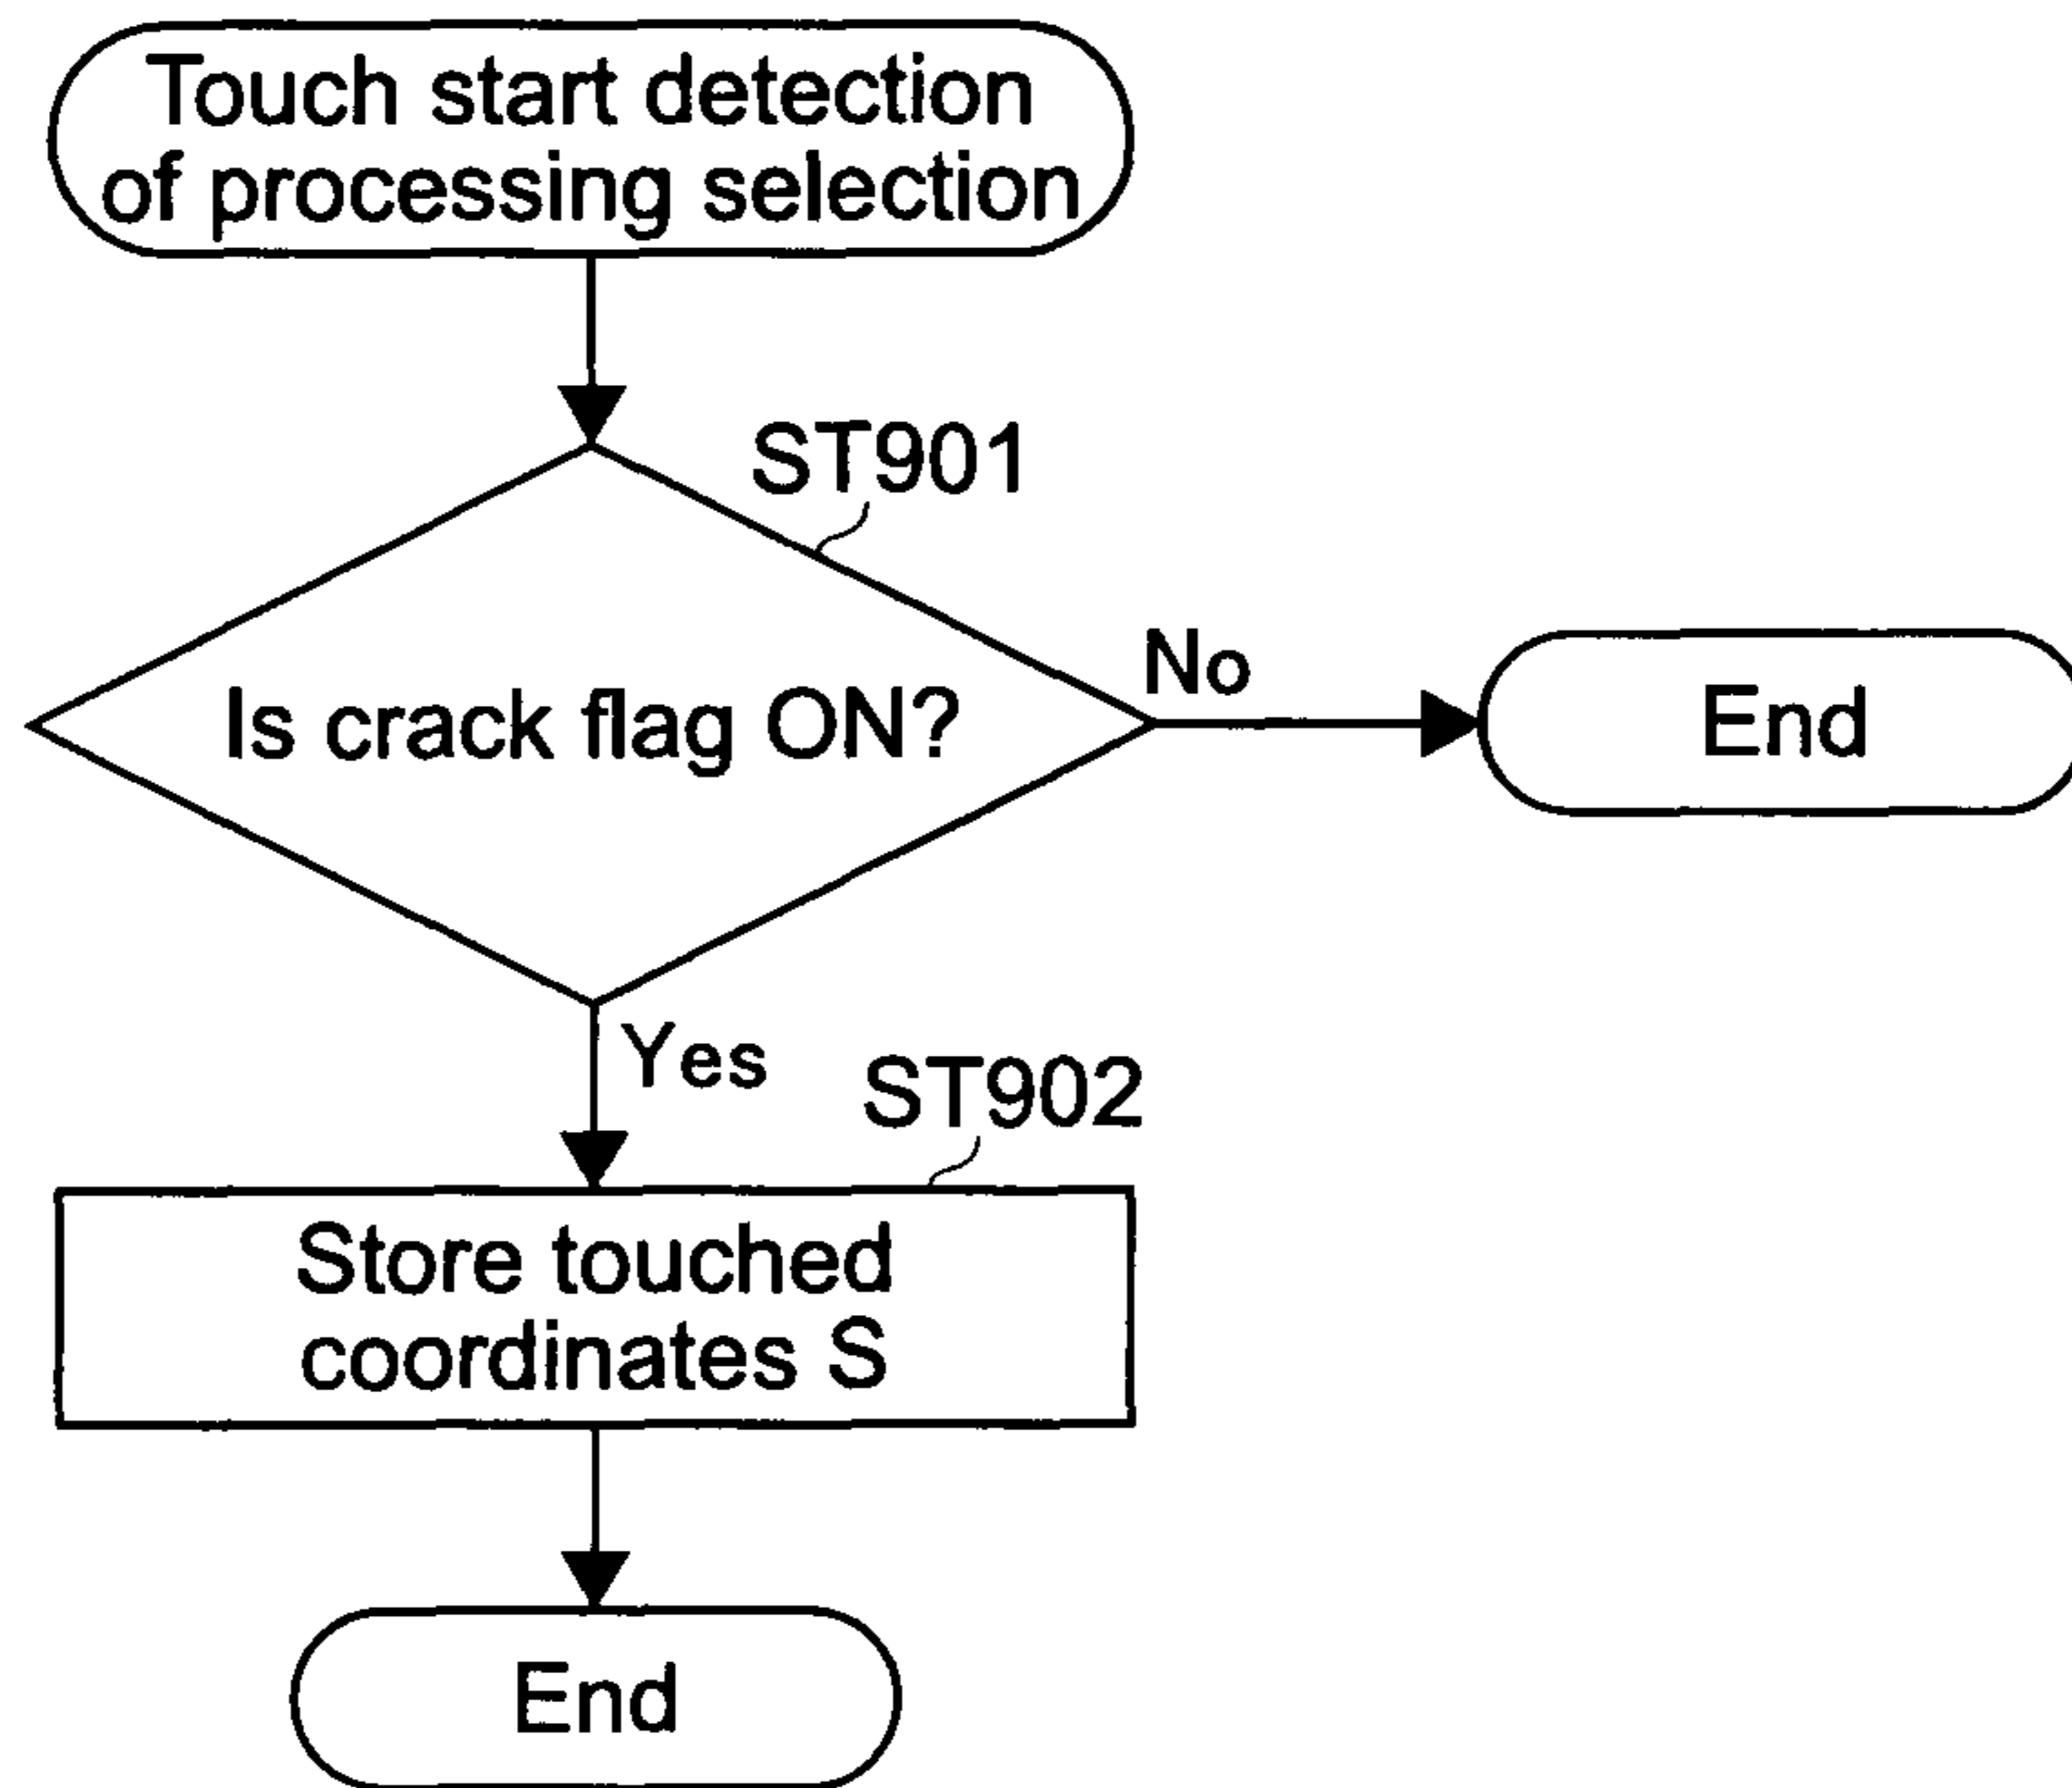 Touch start detection
of processing selection
ST901
Is crack flag ON?
No
End
Yes
ST902
Store touched
coordinates S
End